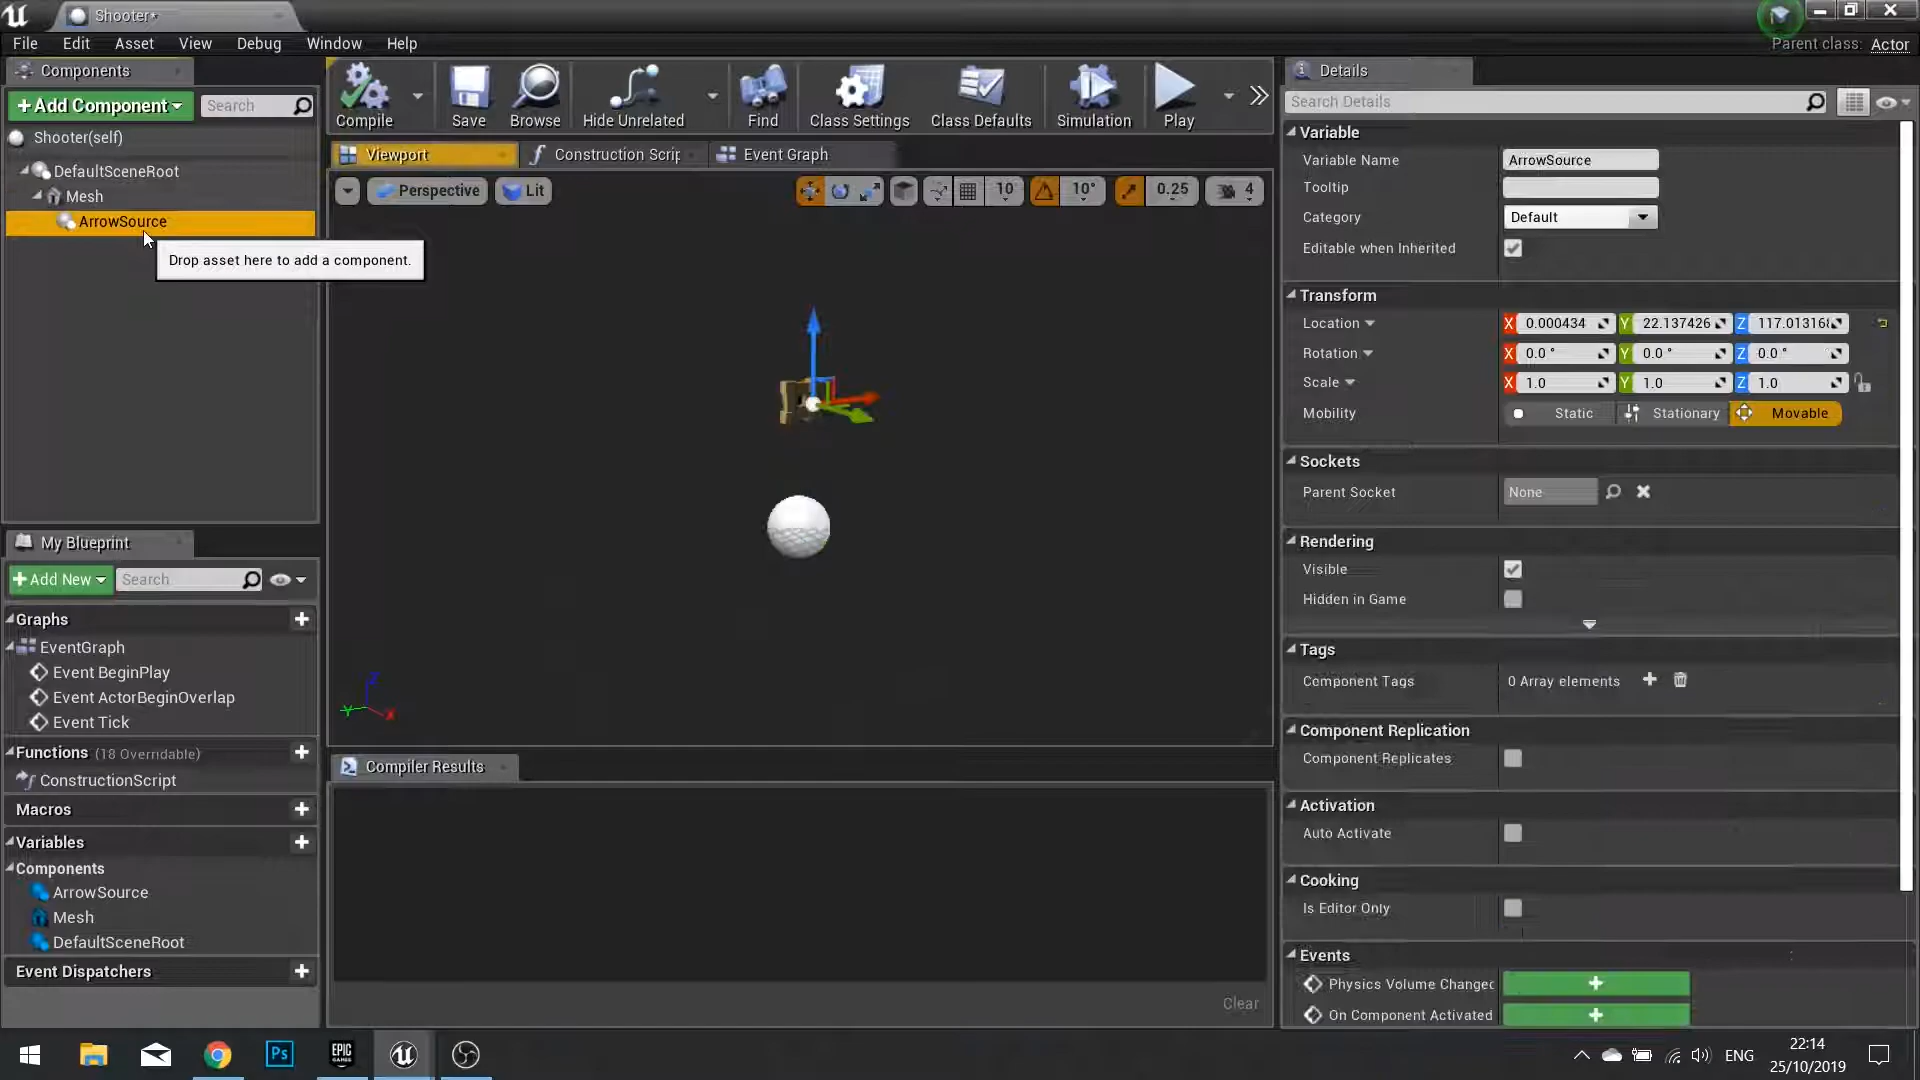 Shooter*
File Edit Asset View Debug Window Help
Parent class: Actor
Components
+Add Component
Search
Shooter(self)
DefaultSceneRoot
Mesh
ArrowSource
Drop asset here to add a component.
My Blueprint
+Add New
Search
Graphs
EventGraph
Event BeginPlay
Event ActorBeginOverlap
Event Tick
Functions (18 Overridable)
ConstructionScript
Macros
Variables
Components
ArrowSource
Mesh
DefaultSceneRoot
Event Dispatchers
Compile
Save
Browse
Hide Unrelated
Find
Class Settings
Class Defaults
Simulation
Play
Viewport
Construction Scrip
Event Graph
Perspective
Lit
10
10°
0.25
4
Z
Y
X
Compiler Results
Clear
Details
Search Details
Variable
Variable Name ArrowSource
Tooltip
Category Default
Editable when Inherited
Transform
Location X 0.000434 Y 22.137426 Z 117.013168
Rotation X 0.0 ° Y 0.0 ° Z 0.0 °
Scale X 1.0 Y 1.0 Z 1.0
Mobility Static Stationary Movable
Sockets
Parent Socket None
Rendering
Visible
Hidden in Game
Tags
Component Tags 0 Array elements
Component Replication
Component Replicates
Activation
Auto Activate
Cooking
Is Editor Only
Events
Physics Volume Changed
On Component Activated
Ps
EPIC
GAMES
ENG
22:14
25/10/2019